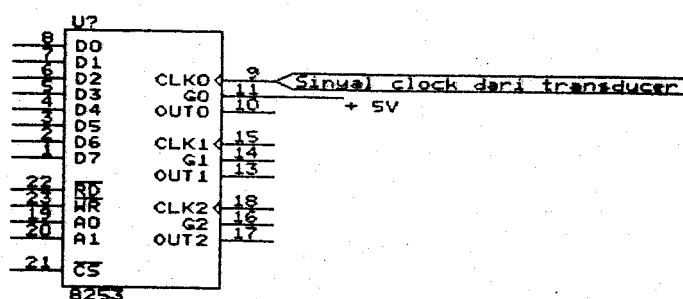 U?
8 D0
7 D1
6 D2
5 D3
4 D4
3 D5
2 D6
1 D7
22 RD
23 WR
19 A0
20 A1
21 CS
CLK0 9 Sinyal clock dari transducer
G0 11
OUT0 10 + 5V
CLK1 15
G1 14
OUT1 13
CLK2 18
G2 16
OUT2 17
8253